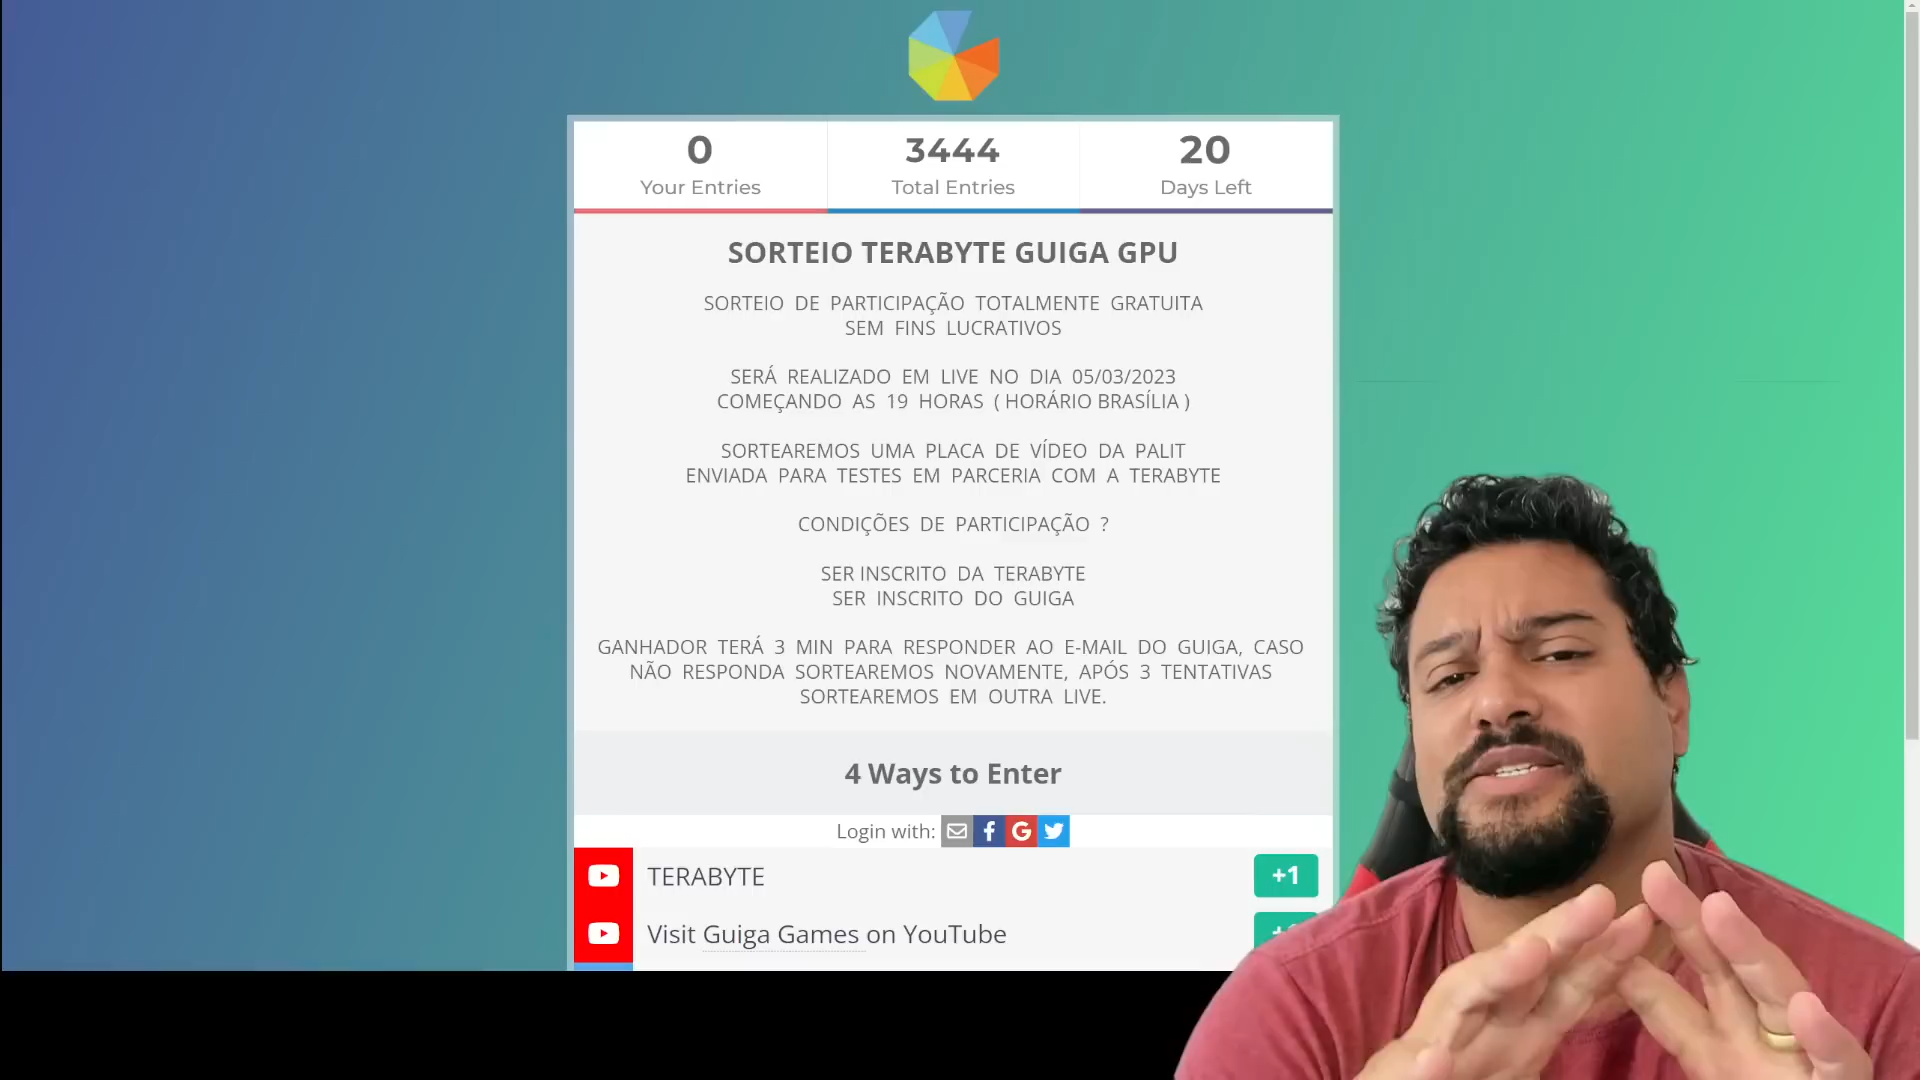 0
Your Entries
3444
Total Entries
20
Days Left
SORTEIO TERABYTE GUIGA GPU
SORTEIO DE PARTICIPAÇÃO TOTALMENTE GRATUITA
SEM FINS LUCRATIVOS
SERÁ REALIZADO EM LIVE NO DIA 05/03/2023
COMEÇANDO AS 19 HORAS ( HORÁRIO BRASÍLIA )
SORTEAREMOS UMA PLACA DE VÍDEO DA PALIT
ENVIADA PARA TESTES EM PARCERIA COM A TERABYTE
CONDIÇÕES DE PARTICIPAÇÃO ?
SER INSCRITO DA TERABYTE
SER INSCRITO DO GUIGA
GANHADOR TERÁ 3 MIN PARA RESPONDER AO E-MAIL DO GUIGA, CASO
NÃO RESPONDA SORTEAREMOS NOVAMENTE, APÓS 3 TENTATIVAS
SORTEAREMOS EM OUTRA LIVE.
4 Ways to Enter
Login with:
TERABYTE +1
Visit Guiga Games on YouTube